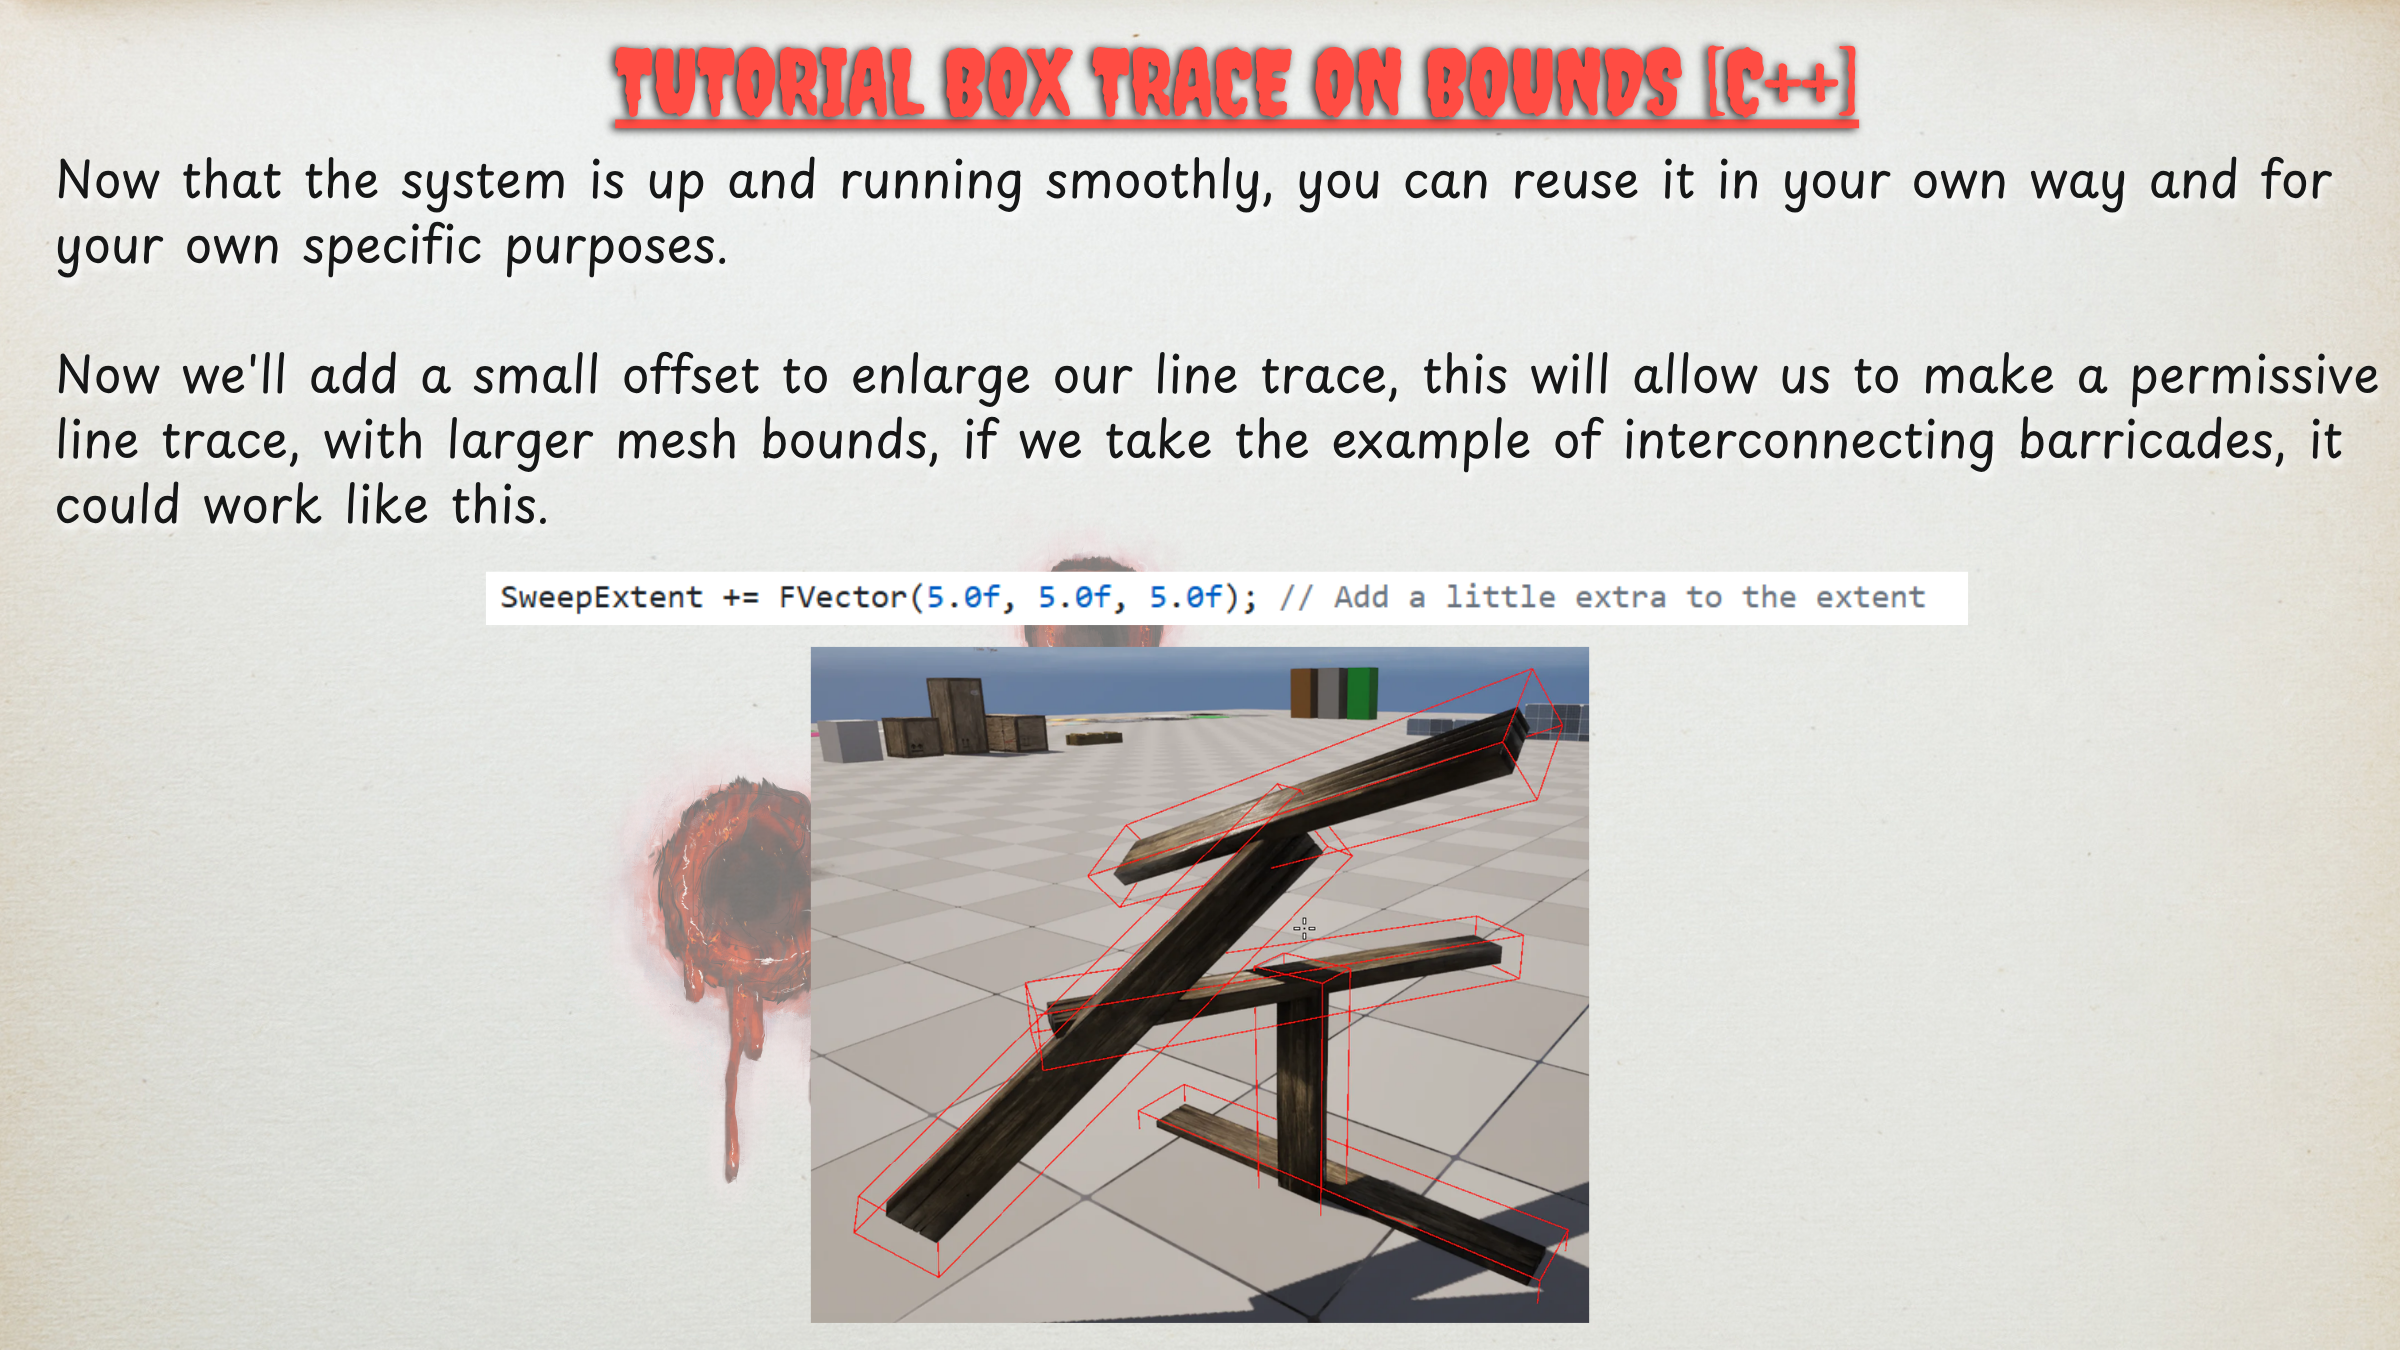 TUTORIAL BOX TRACE ON BOUNDS [C++]
Now that the system is up and running smoothly, you can reuse it in your own way and for
your own specific purposes.
Now we'll add a small offset to enlarge our line trace, this will allow us to make a permissive
line trace, with larger mesh bounds, if we take the example of interconnecting barricades, it
could work like this.
SweepExtent += FVector(5.0f, 5.0f, 5.0f); // Add a little extra to the extent